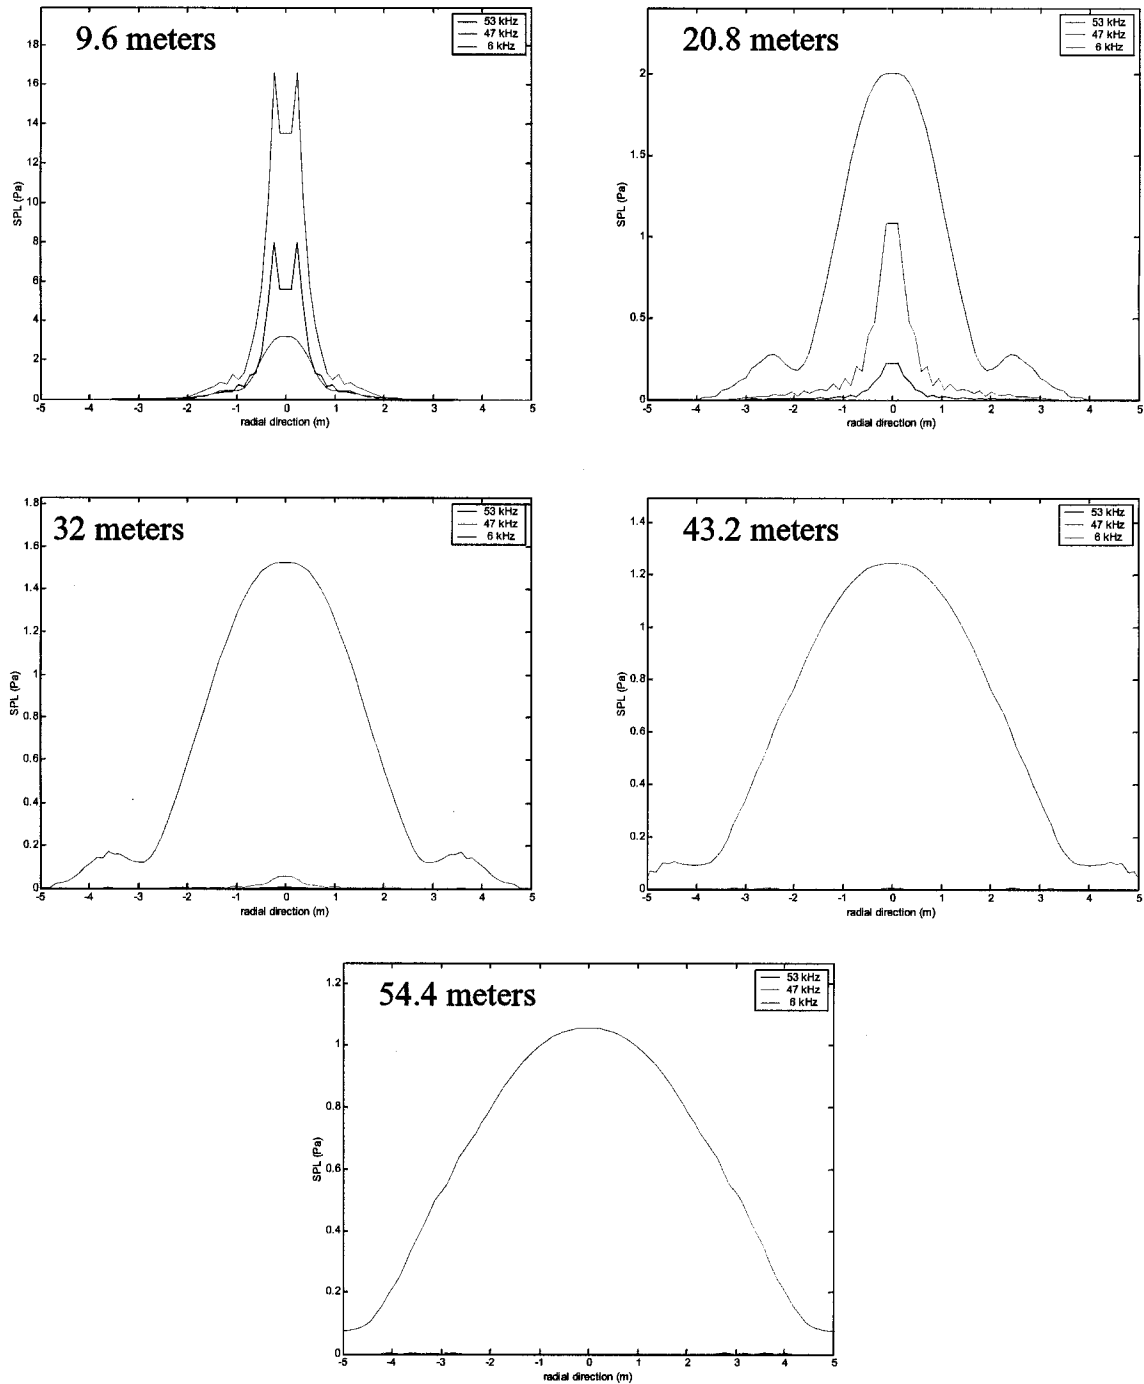 9.6 meters
53 kHz
47 kHz
6 kHz
18
16
14
12
10
8
6
4
2
0
SPL (Pa)
-5 -4 -3 -2 -1 0 1 2 3 4 5
radial direction (m)
20.8 meters
53 kHz
47 kHz
6 kHz
2
1.5
1
0.5
0
SPL (Pa)
-5 -4 -3 -2 -1 0 1 2 3 4 5
radial direction (m)
32 meters
53 kHz
47 kHz
6 kHz
1.8
1.6
1.4
1.2
1
0.8
0.6
0.4
0.2
0
SPL (Pa)
-5 -4 -3 -2 -1 0 1 2 3 4 5
radial direction (m)
43.2 meters
53 kHz
47 kHz
6 kHz
1.4
1.2
1
0.8
0.6
0.4
0.2
0
SPL (Pa)
-5 -4 -3 -2 -1 0 1 2 3 4 5
radial direction (m)
54.4 meters
53 kHz
47 kHz
6 kHz
1.2
1
0.8
0.6
0.4
0.2
0
SPL (Pa)
-5 -4 -3 -2 -1 0 1 2 3 4 5
radial direction (m)